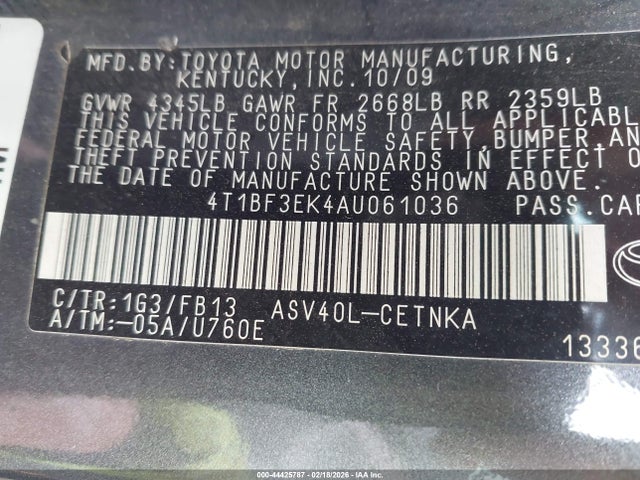 MFD.BY:TOYOTA MOTOR MANUFACTURING,
KENTUCKY,INC.10/09
GVWR 4345LB GAWR FR 2668LB RR 2359LB
THIS VEHICLE CONFORMS TO ALL APPLICABL
FEDERAL MOTOR VEHICLE SAFETY,BUMPER,AN
THEFT PREVENTION STANDARDS IN EFFECT O
THE DATE OF MANUFACTURE SHOWN ABOVE.
4T1BF3EK4AU061036 PASS.CAR
C/TR:1G3/FB13 ASV40L-CETNKA
A/TM:-05A/U760E
13336
000-44425787 - 02/18/2026 - IAA Inc.